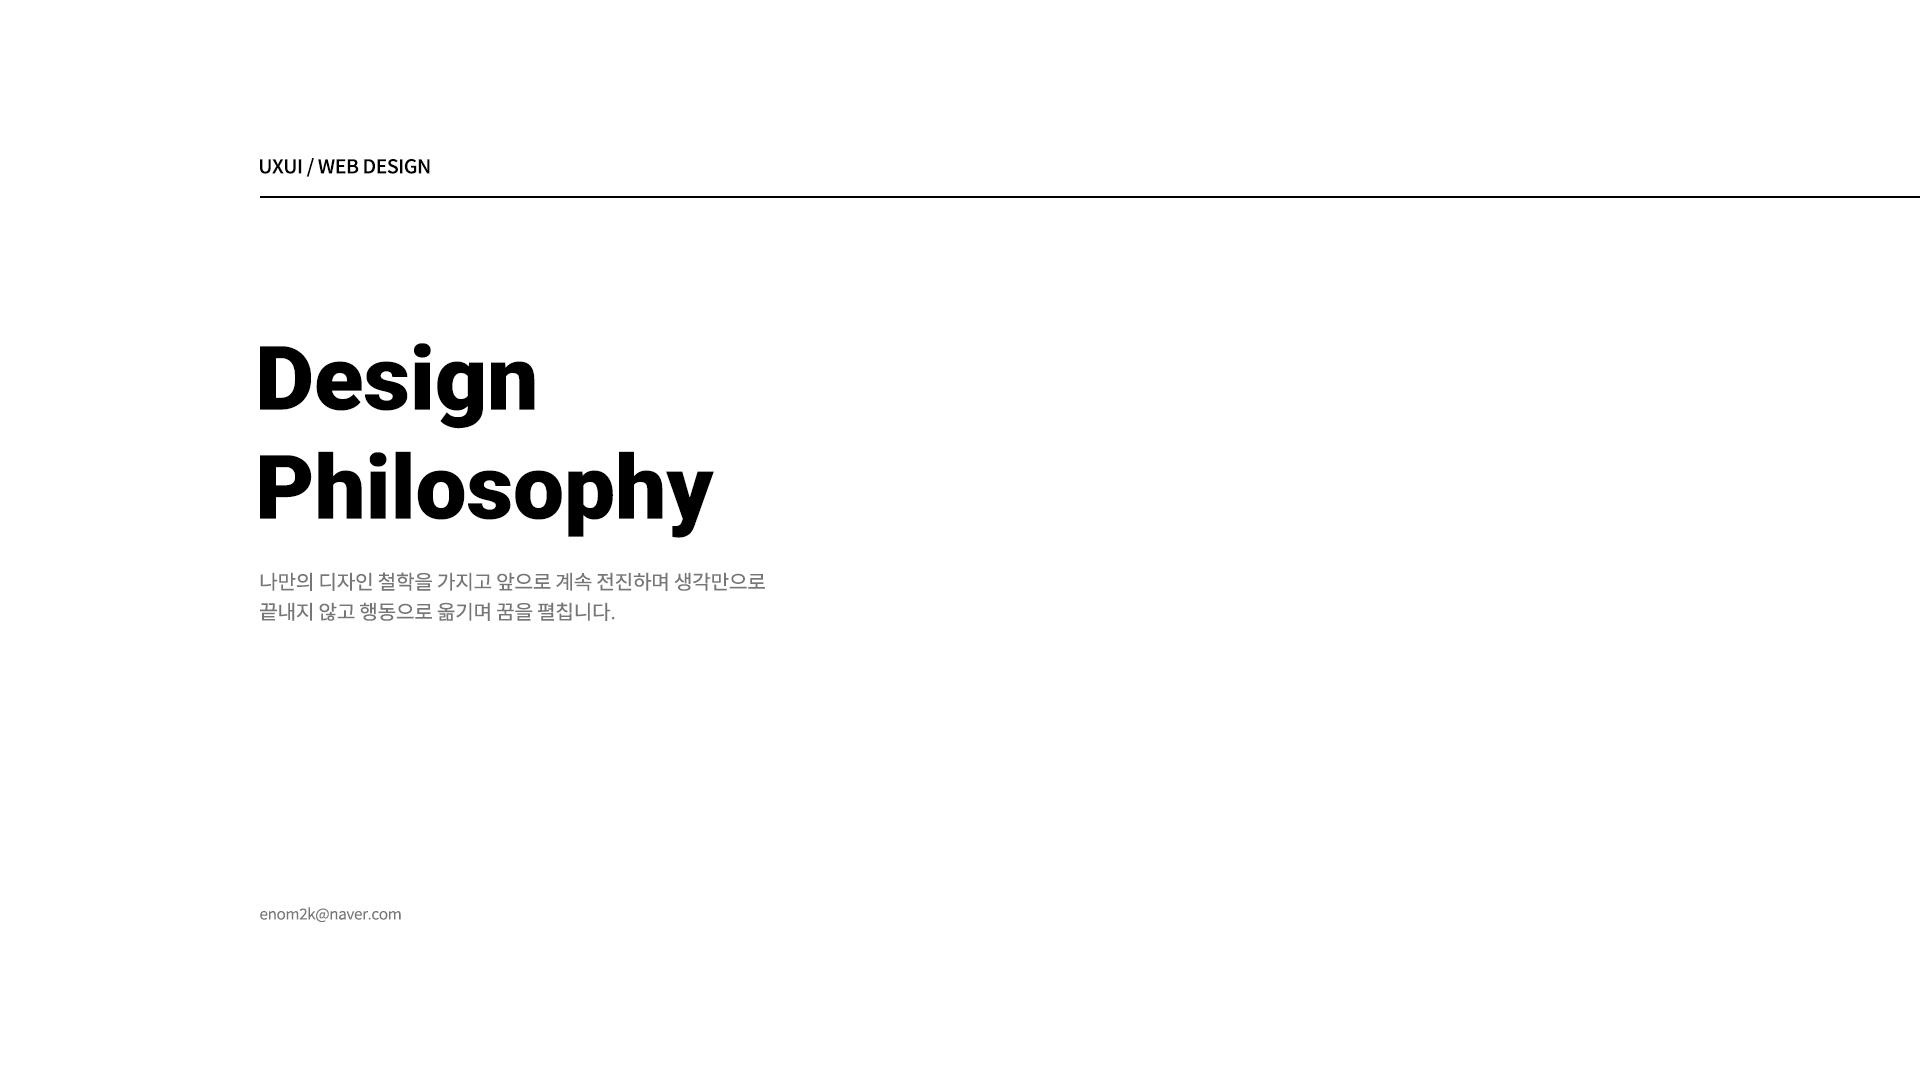 UXUI / WEB DESIGN
Design
Philosophy
나만의 디자인 철학을 가지고 앞으로 계속 전진하며 생각만으로
끝내지 않고 행동으로 옮기며 꿈을 펼칩니다.
enom2k@naver.com